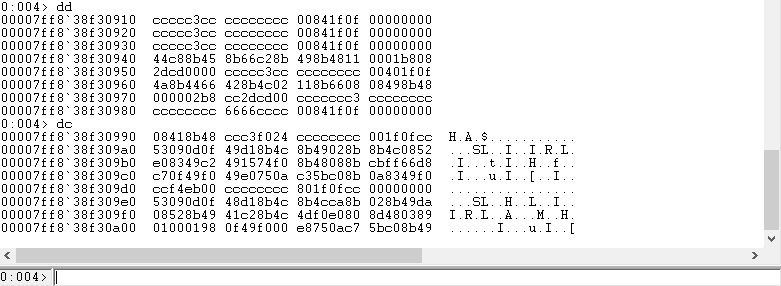 0:004> dd
00007ff8`38f30910  ccccc3cc cccccccc 00841f0f 00000000
00007ff8`38f30920  ccccc3cc cccccccc 00841f0f 00000000
00007ff8`38f30930  ccccc3cc cccccccc 00841f0f 00000000
00007ff8`38f30940  44c88b45 8b66c28b 498b4811 0001b808
00007ff8`38f30950  2dcd0000 ccccc3cc cccccccc 00401f0f
00007ff8`38f30960  4a8b4466 428b4c02 118b6608 08498b48
00007ff8`38f30970  000002b8 cc2dcd00 ccccccc3 cccccccc
00007ff8`38f30980  cccccccc 6666cccc 00841f0f 00000000
0:004> dc
00007ff8`38f30990  08418b48 ccc3f024 cccccccc 001f0fcc  H.A.$...........
00007ff8`38f309a0  53090d0f 49d18b4c 8b49028b 8b4c0852  ...SL..I..I.R.L.
00007ff8`38f309b0  e08349c2 491574f0 8b48088b cbff66d8  .I...t.I..H..f..
00007ff8`38f309c0  c70f49f0 49e0750a c35bc08b 0a8349f0  .I...u.I..[..I..
00007ff8`38f309d0  ccf4eb00 cccccccc 801f0fcc 00000000  ................
00007ff8`38f309e0  53090d0f 48d18b4c 8b4cca8b 028b49da  ...SL..H..L..I..
00007ff8`38f309f0  08528b49 41c28b4c 4df0e080 8d480389  I.R.L..A...M..H.
00007ff8`38f30a00  01000198 0f49f000 e8750ac7 5bc08b49  ......I...u.I..[
0:004>